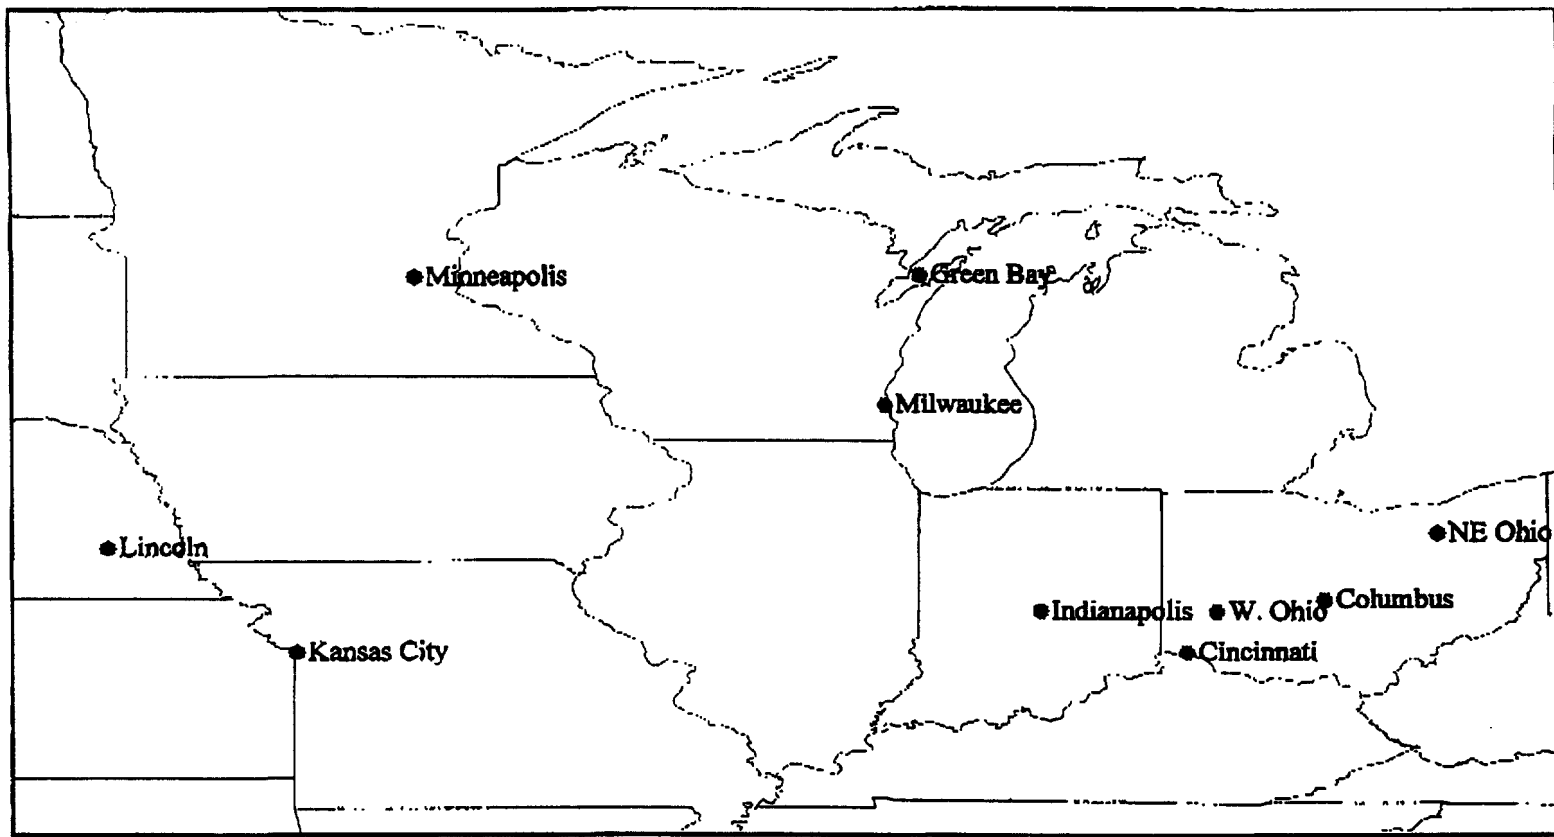 Minneapolis
Green Bay
Milwaukee
Lincoln
NE Ohio
Indianapolis
W. Ohio
Columbus
Kansas City
Cincinnati